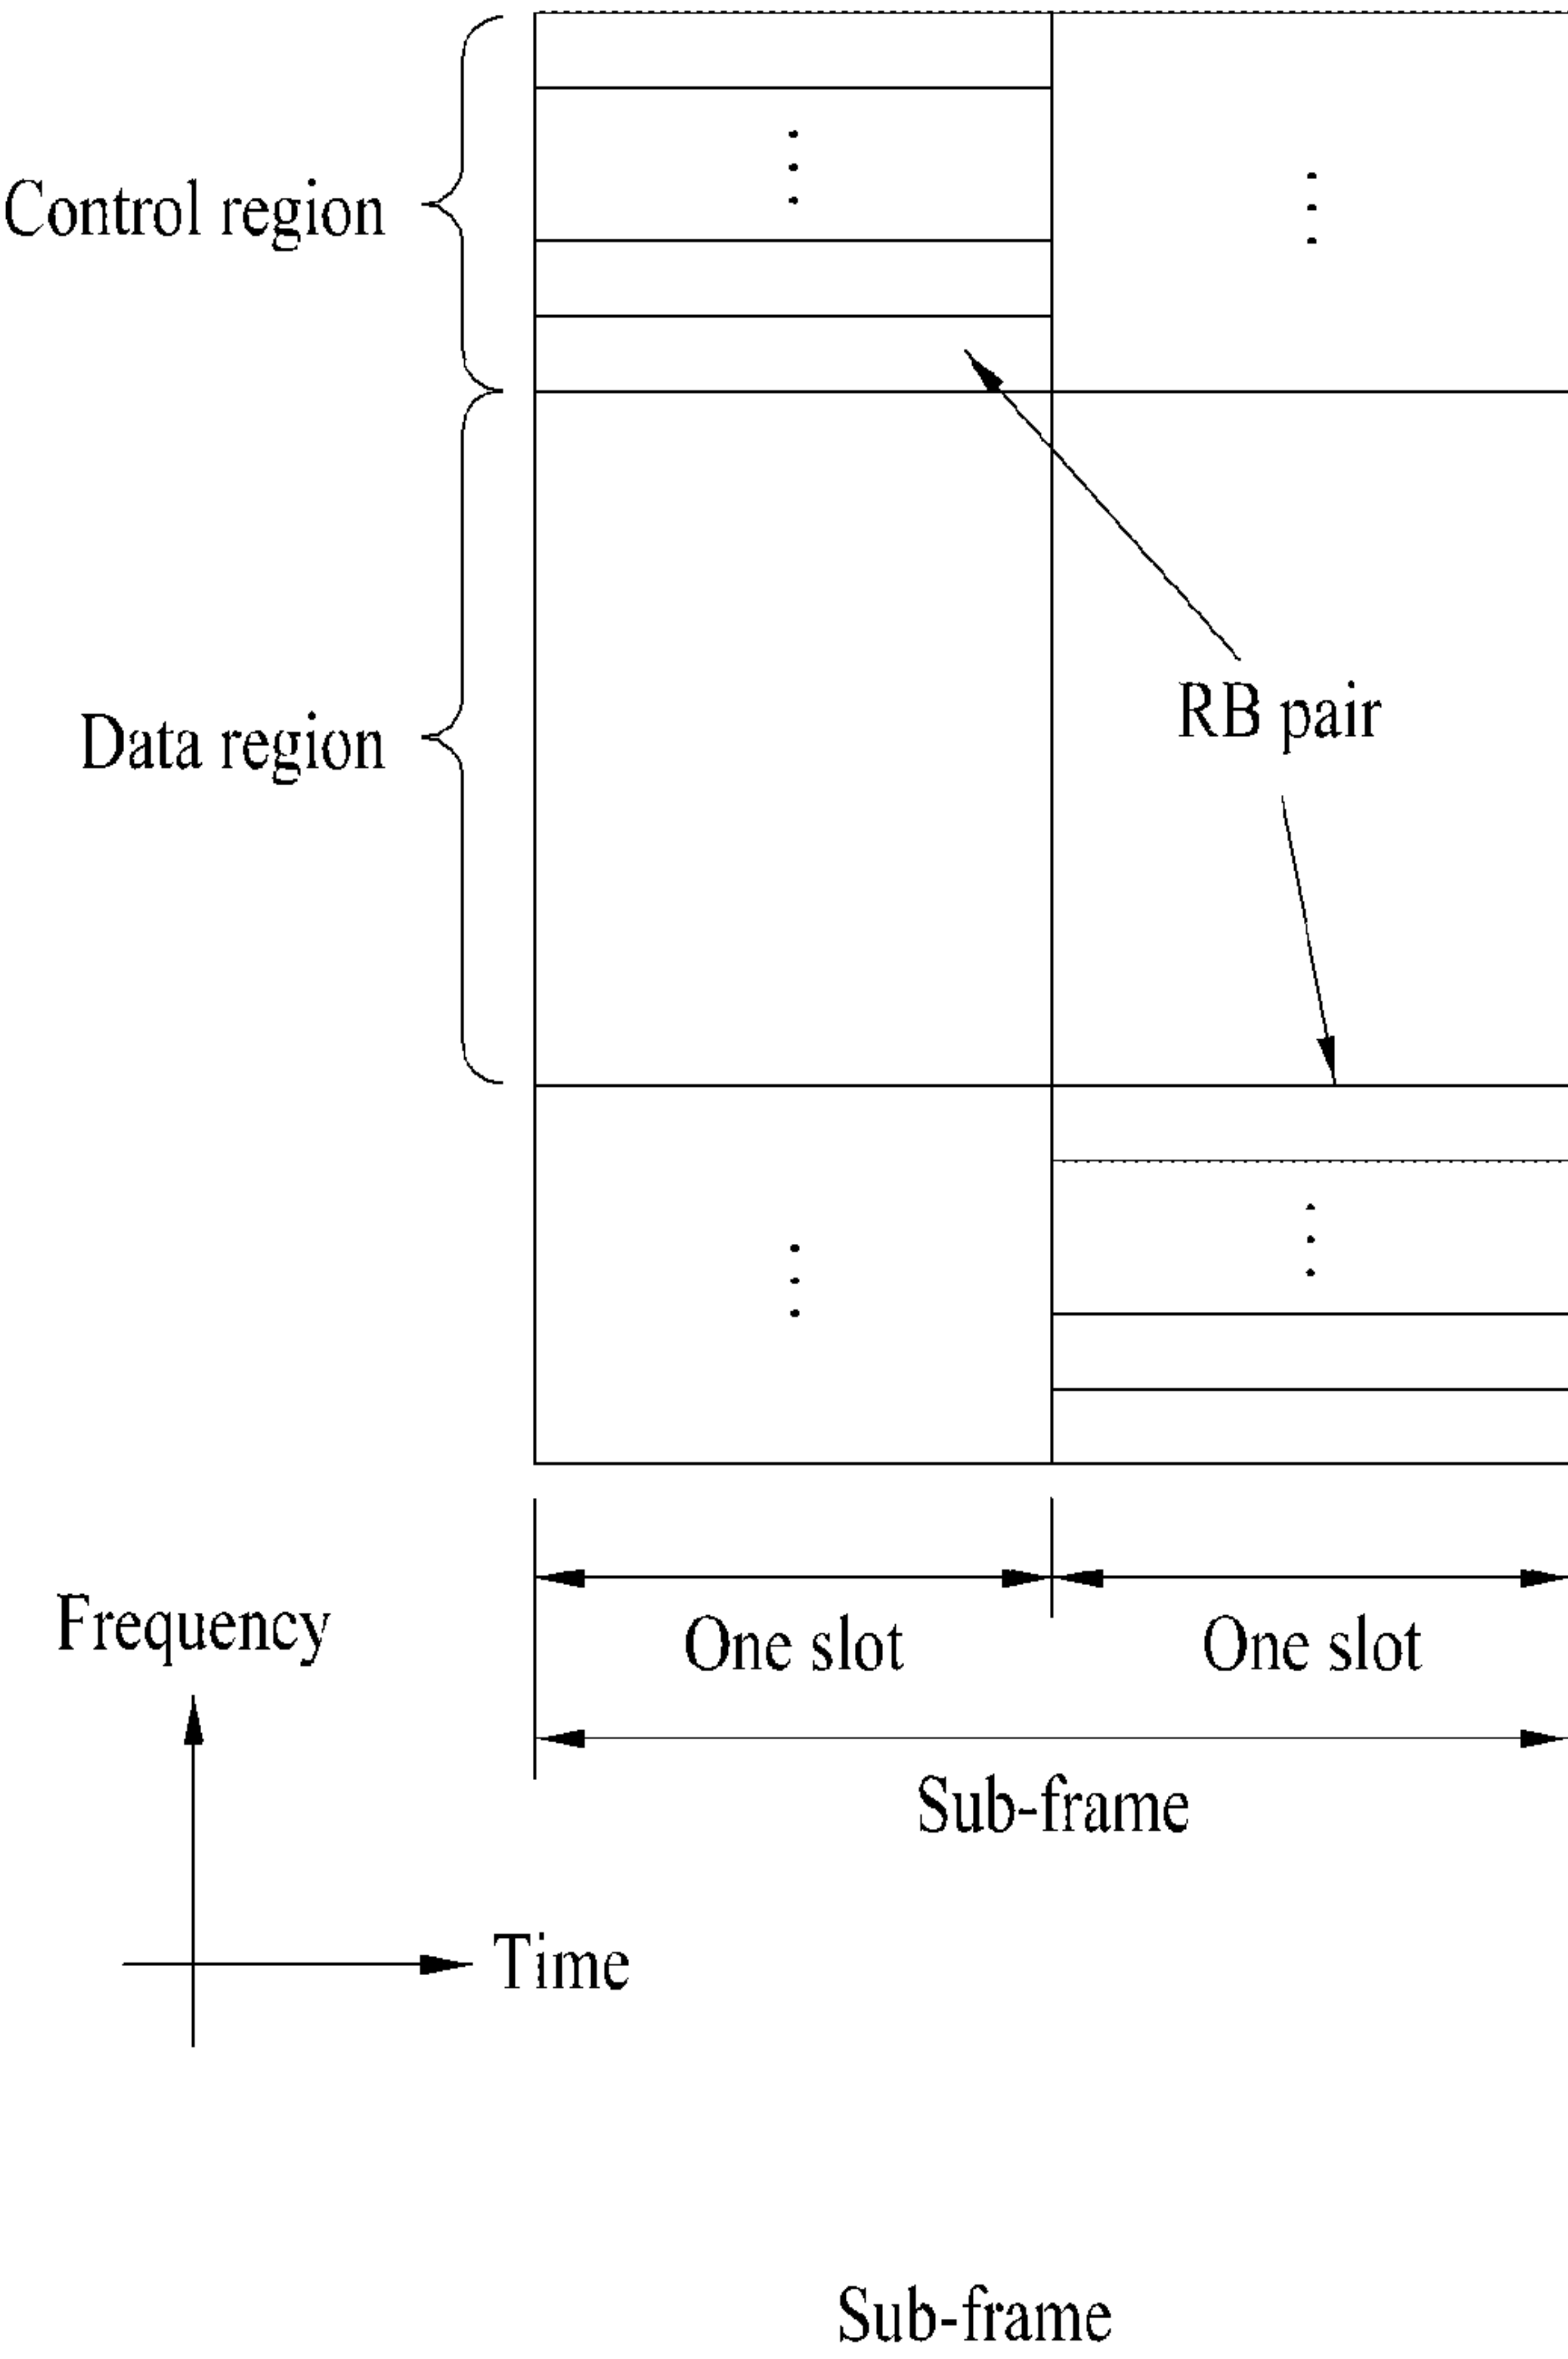 Control region
Data region
RB pair
Frequency
One slot
One slot
Sub-frame
Time
Sub-frame